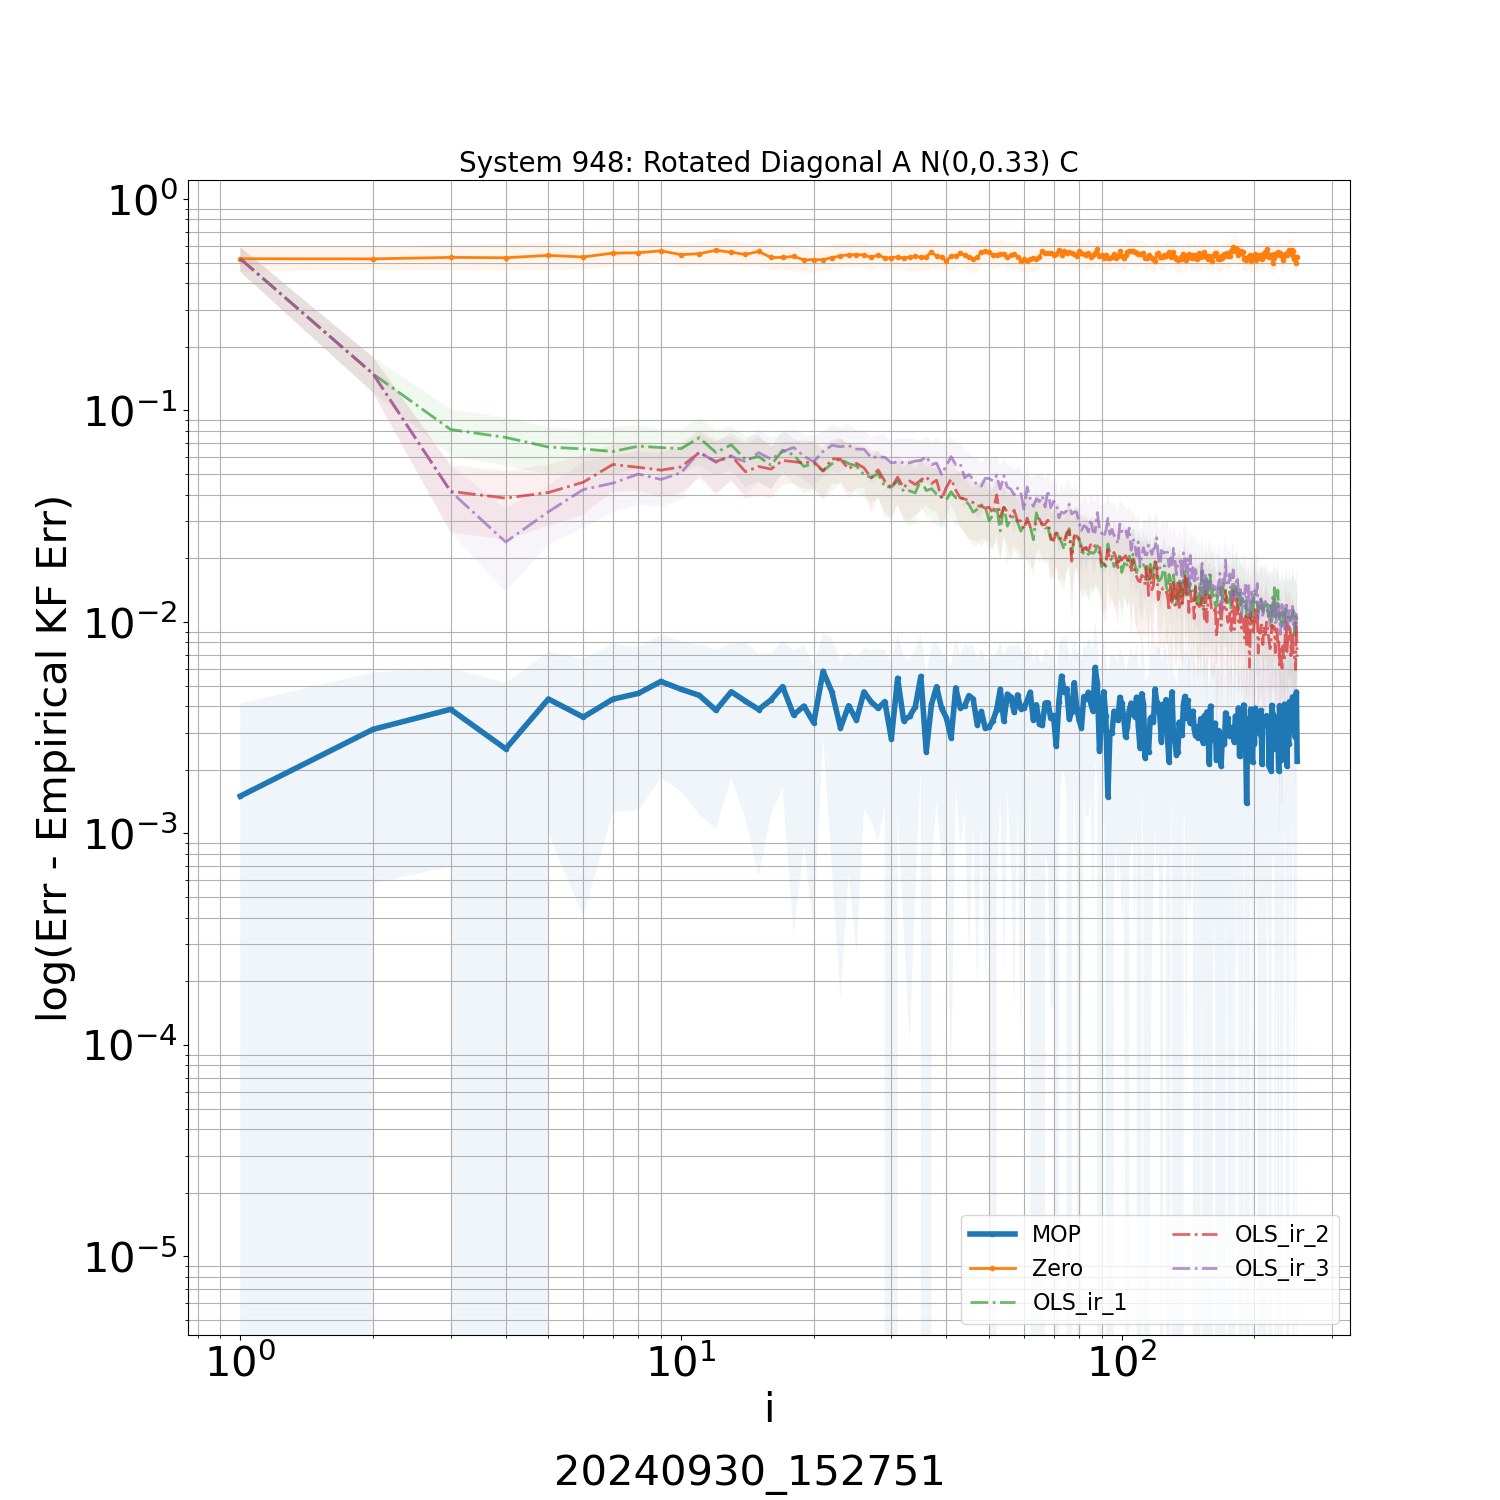 System 948: Rotated Diagonal A N(0,0.33) C
log(Err - Empirical KF Err)
10^0
10^−1
10^−2
10^−3
10^−4
10^−5
MOP
Zero
OLS_ir_1
OLS_ir_2
OLS_ir_3
10^0 10^1 10^2
i
20240930_152751